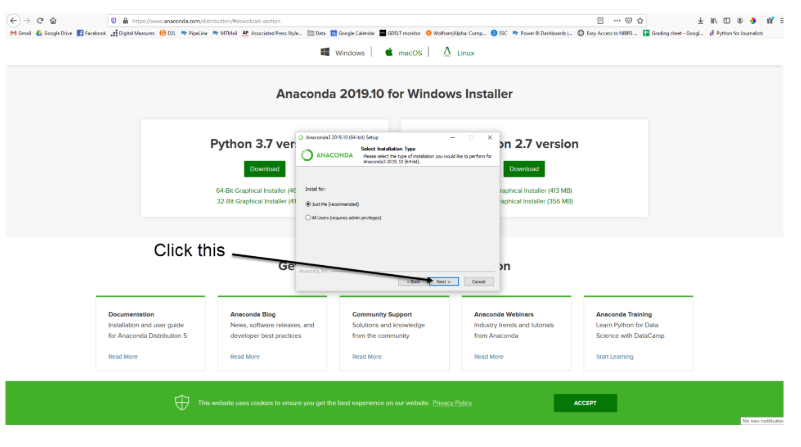 https://www.anaconda.com/distribution/#download-section
Gmail Google Drive Facebook Digital Measures D2L PipeLine MTMail Associated Press Style... Data Google Calendar GDELT monitor Wolfram|Alpha: Comp... SSC Power BI Dashboards |... Easy Access to NIBRS ... Grading sheet - Googl... Python for Journalists
Windows macOS Linux
Anaconda 2019.10 for Windows Installer
Anaconda3 2019.10 (64-bit) Setup
ANACONDA
Select Installation Type
Please select the type of installation you would like to perform for
Anaconda3 2019.10 (64-bit).
Install for:
Just Me (recommended)
All Users (requires admin privileges)
Anaconda, Inc.
< Back Next > Cancel
Python 3.7 ver
Download
64-Bit Graphical Installer (46
32-Bit Graphical Installer (41
on 2.7 version
Download
raphical Installer (413 MB)
raphical Installer (356 MB)
Click this
Ge
on
Documentation
Installation and user guide
for Anaconda Distribution 5
Read More
Anaconda Blog
News, software releases, and
developer best practices
Read More
Community Support
Solutions and knowledge
from the community
Read More
Anaconda Webinars
Industry trends and tutorials
from Anaconda
Read More
Anaconda Training
Learn Python for Data
Science with DataCamp
Start Learning
This website uses cookies to ensure you get the best experience on our website. Privacy Policy
ACCEPT
No new notification